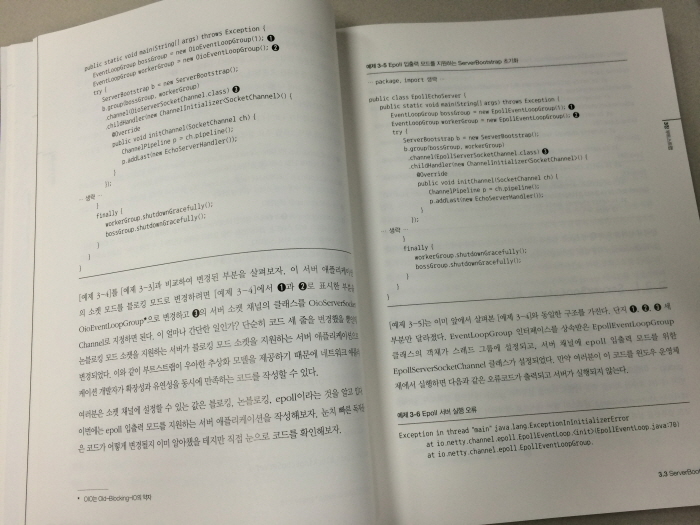 public static void main(String[] args) throws Exception {
EventLoopGroup bossGroup = new OioEventLoopGroup(1); ❶
EventLoopGroup workerGroup = new OioEventLoopGroup(); ❷
try {
ServerBootstrap b = new ServerBootstrap();
b.group(bossGroup, workerGroup)
.channel(OioServerSocketChannel.class) ❸
.childHandler(new ChannelInitializer<SocketChannel>() {
@Override
public void initChannel(SocketChannel ch) {
ChannelPipeline p = ch.pipeline();
p.addLast(new EchoServerHandler());
}
});
… 생략 …
}
finally {
workerGroup.shutdownGracefully();
bossGroup.shutdownGracefully();
}
}
}
[예제 3-4]를 [예제 3-3]과 비교하여 변경된 부분을 살펴보자. 이 서버 애플리케이션
의 소켓 모드를 블로킹 모드로 변경하려면 [예제 3-4]에서 ❶과 ❷로 표시한 부분을
OioEventLoopGroup*으로 변경하고 ❸의 서버 소켓 채널의 클래스를 OioServerSocket
Channel로 지정하면 된다. 이 얼마나 간단한 일인가? 단순히 코드 세 줄을 변경했을 뿐인데
논블로킹 모드 소켓을 지원하는 서버가 블로킹 모드 소켓을 지원하는 서버 애플리케이션으로
변경되었다. 이와 같이 부트스트랩이 우아한 추상화 모델을 제공하기 때문에 네트워크 애플리
케이션 개발자가 확장성과 유연성을 동시에 만족하는 코드를 작성할 수 있다.
여러분은 소켓 채널에 설정할 수 있는 값은 블로킹, 논블로킹, epoll이라는 것을 알고 있다.
이번에는 epoll 입출력 모드를 지원하는 서버 애플리케이션을 작성해보자. 눈치 빠른 독자들
은 코드가 어떻게 변경될지 이미 알아챘을 테지만 직접 눈으로 코드를 확인해보자.
* OIO는 Old-Blocking-IO의 약자
예제 3-5 Epoll 입출력 모드를 지원하는 ServerBootstrap 초기화
… package, import 생략 …
public class EpollEchoServer {
public static void main(String[] args) throws Exception {
EventLoopGroup bossGroup = new EpollEventLoopGroup(1); ❶
EventLoopGroup workerGroup = new EpollEventLoopGroup(); ❷
try {
ServerBootstrap b = new ServerBootstrap();
b.group(bossGroup, workerGroup)
.channel(EpollServerSocketChannel.class) ❸
.childHandler(new ChannelInitializer<SocketChannel>() {
@Override
public void initChannel(SocketChannel ch) {
ChannelPipeline p = ch.pipeline();
p.addLast(new EchoServerHandler());
}
});
… 생략 …
}
finally {
workerGroup.shutdownGracefully();
bossGroup.shutdownGracefully();
}
}
}
[예제 3-5]는 이미 앞에서 살펴본 [예제 3-4]와 동일한 구조를 가진다. 단지 ❶, ❷, ❸ 세
부분만 달라졌다. EventLoopGroup 인터페이스를 상속받은 EpollEventLoopGroup
클래스의 객체가 스레드 그룹에 설정되고, 서버 채널에 epoll 입출력 모드를 위한
EpollServerSocketChannel 클래스가 설정되었다. 만약 여러분이 이 코드를 윈도우 운영체
제에서 실행하면 다음과 같은 오류코드가 출력되고 서버가 실행되지 않는다.
예제 3-6 Epoll 서버 실행 오류
Exception in thread "main" java.lang.ExceptionInInitializerError
at io.netty.channel.epoll.EpollEventLoop.<init>(EpollEventLoop.java:78)
at io.netty.channel.epoll.EpollEventLoopGroup.
3.3 ServerBoot